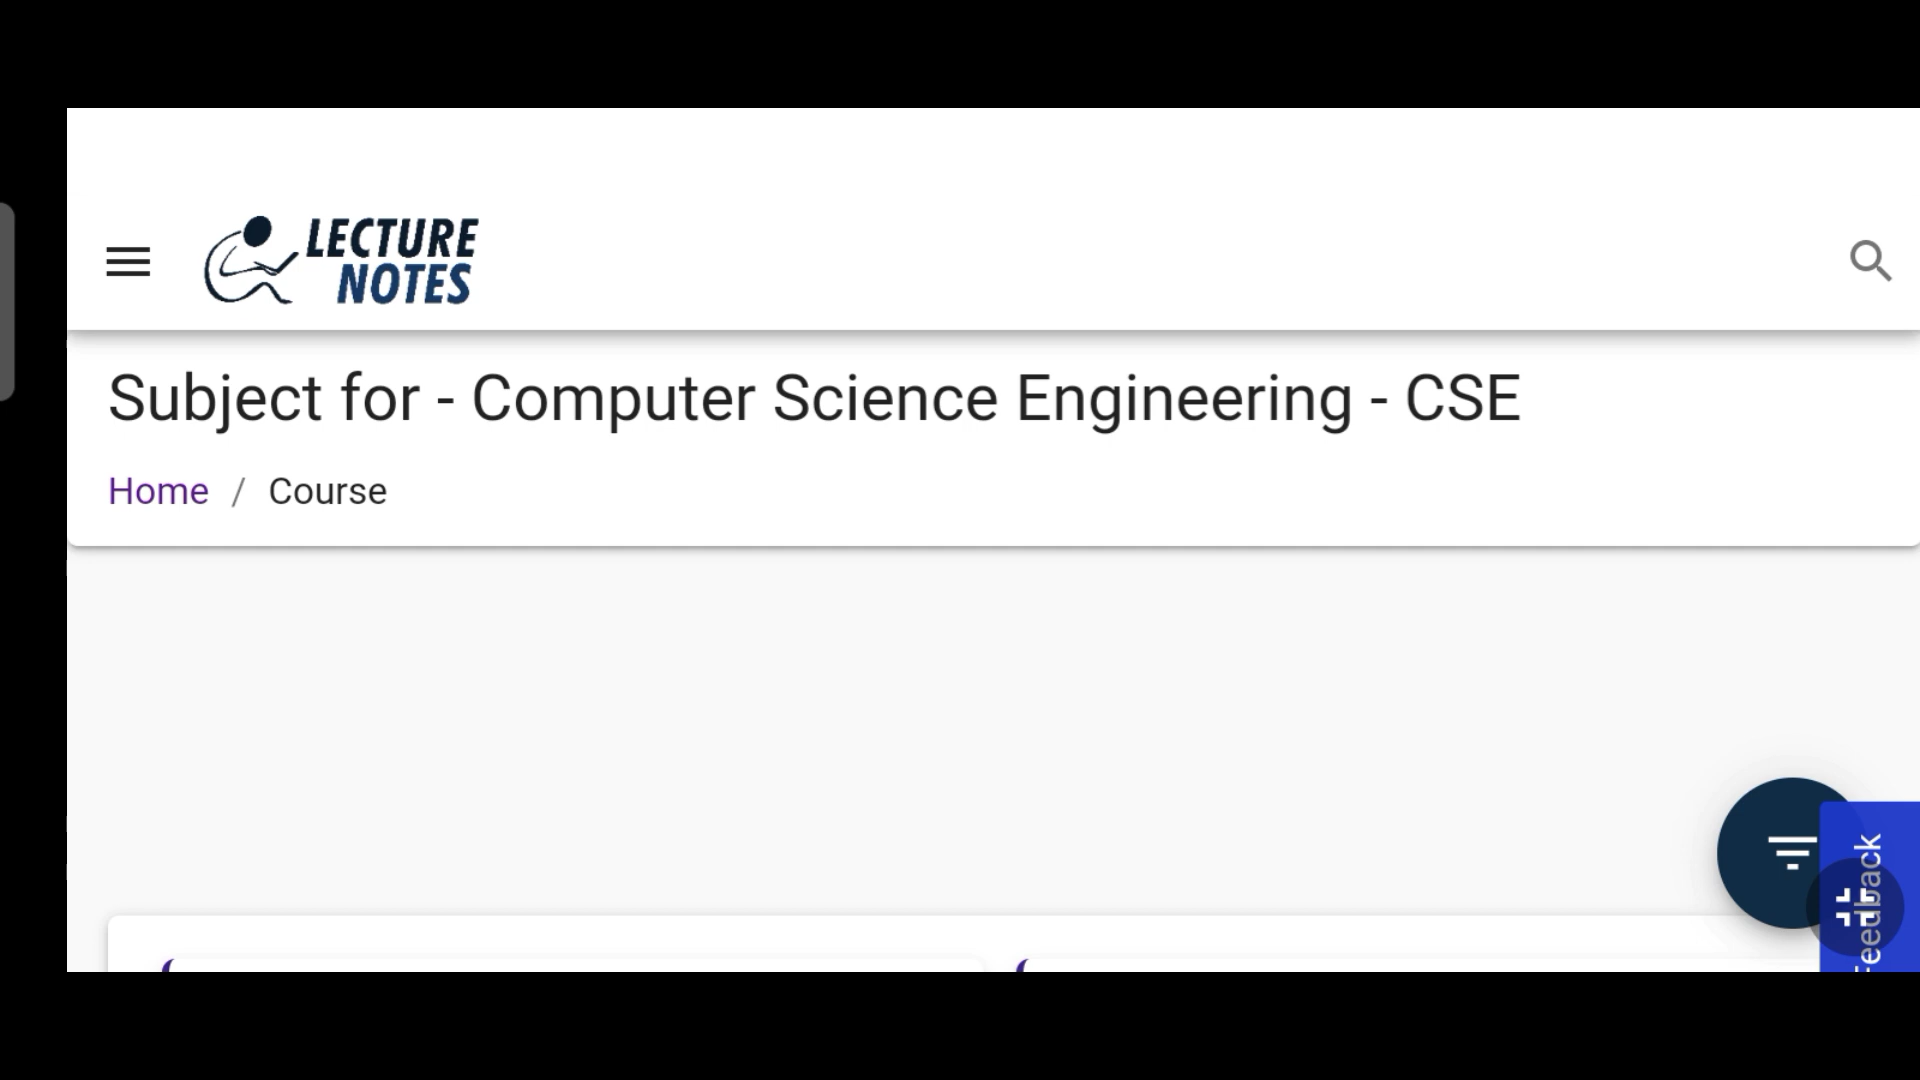 LECTURE
NOTES
Subject for - Computer Science Engineering - CSE
Home / Course
Feedback